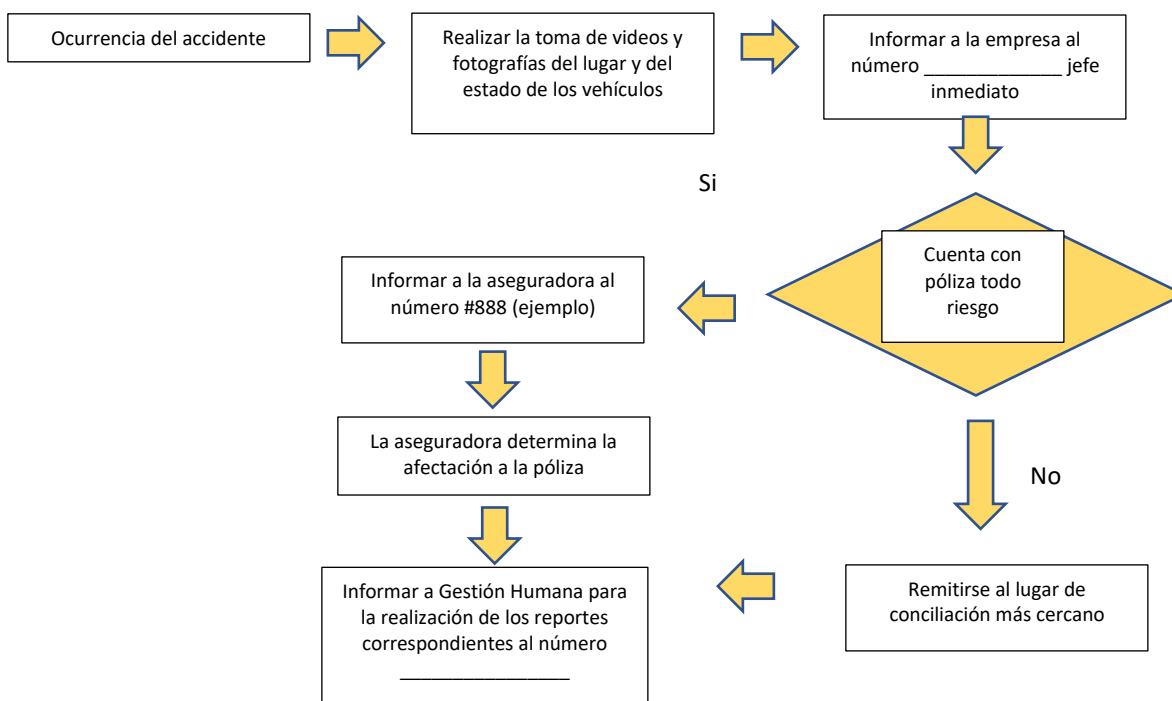 Ocurrencia del accidente
Realizar la toma de videos y
fotografías del lugar y del
estado de los vehículos
Informar a la empresa al
número _____________ jefe
inmediato
Si
Cuenta con
póliza todo
riesgo
Informar a la aseguradora al
número #888 (ejemplo)
La aseguradora determina la
afectación a la póliza
No
Remitirse al lugar de
conciliación más cercano
Informar a Gestión Humana para
la realización de los reportes
correspondientes al número
________________